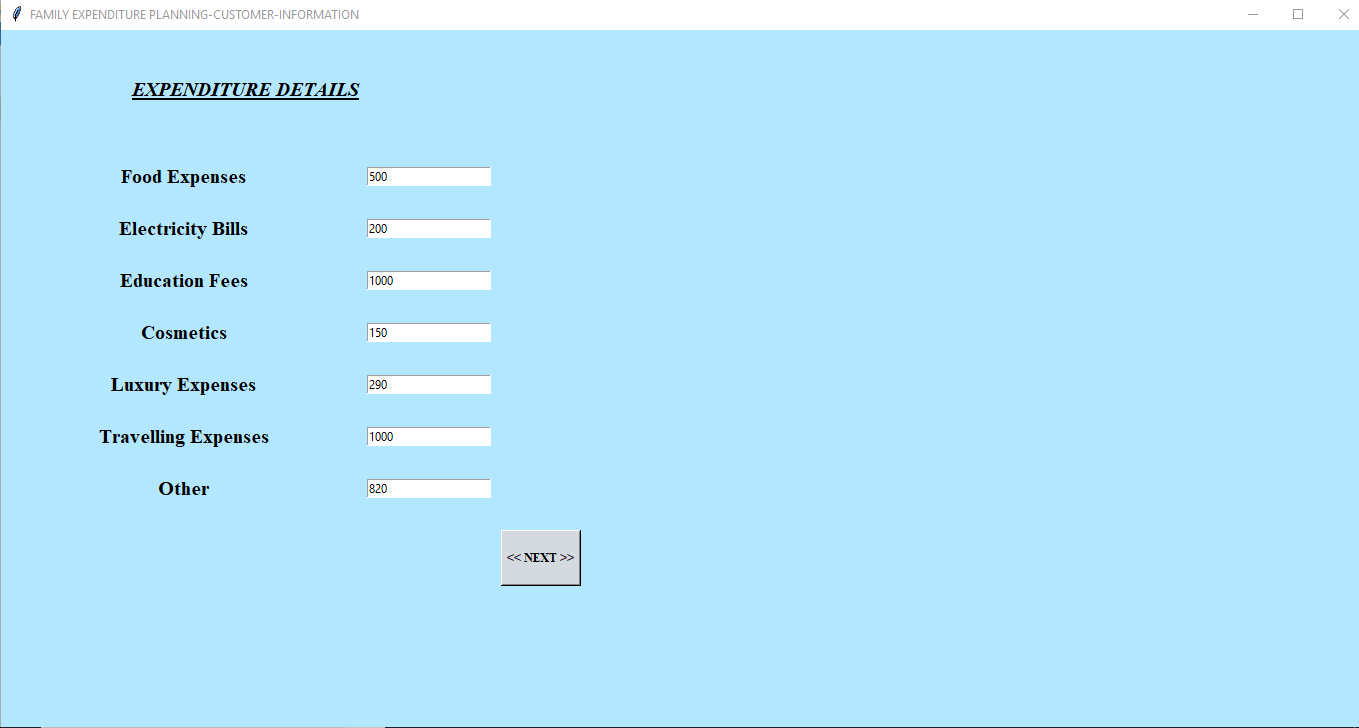 FAMILY EXPENDITURE PLANNING-CUSTOMER-INFORMATION
EXPENDITURE DETAILS
Food Expenses 500
Electricity Bills 200
Education Fees 1000
Cosmetics 150
Luxury Expenses 290
Travelling Expenses 1000
Other 820
<< NEXT >>